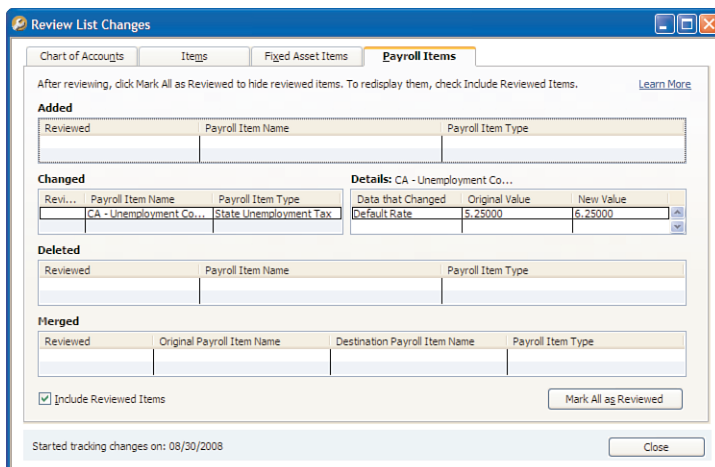 Review List Changes
Chart of Accounts Items Fixed Asset Items Payroll Items
After reviewing, click Mark All as Reviewed to hide reviewed items. To redisplay them, check Include Reviewed Items. Learn More
Added
Reviewed Payroll Item Name Payroll Item Type
Changed Details: CA - Unemployment Co...
Revi... Payroll Item Name Payroll Item Type Data that Changed Original Value New Value
CA - Unemployment Co... State Unemployment Tax Default Rate 5.25000 6.25000
Deleted
Reviewed Payroll Item Name Payroll Item Type
Merged
Reviewed Original Payroll Item Name Destination Payroll Item Name Payroll Item Type
Include Reviewed Items Mark All as Reviewed
Started tracking changes on: 08/30/2008 Close